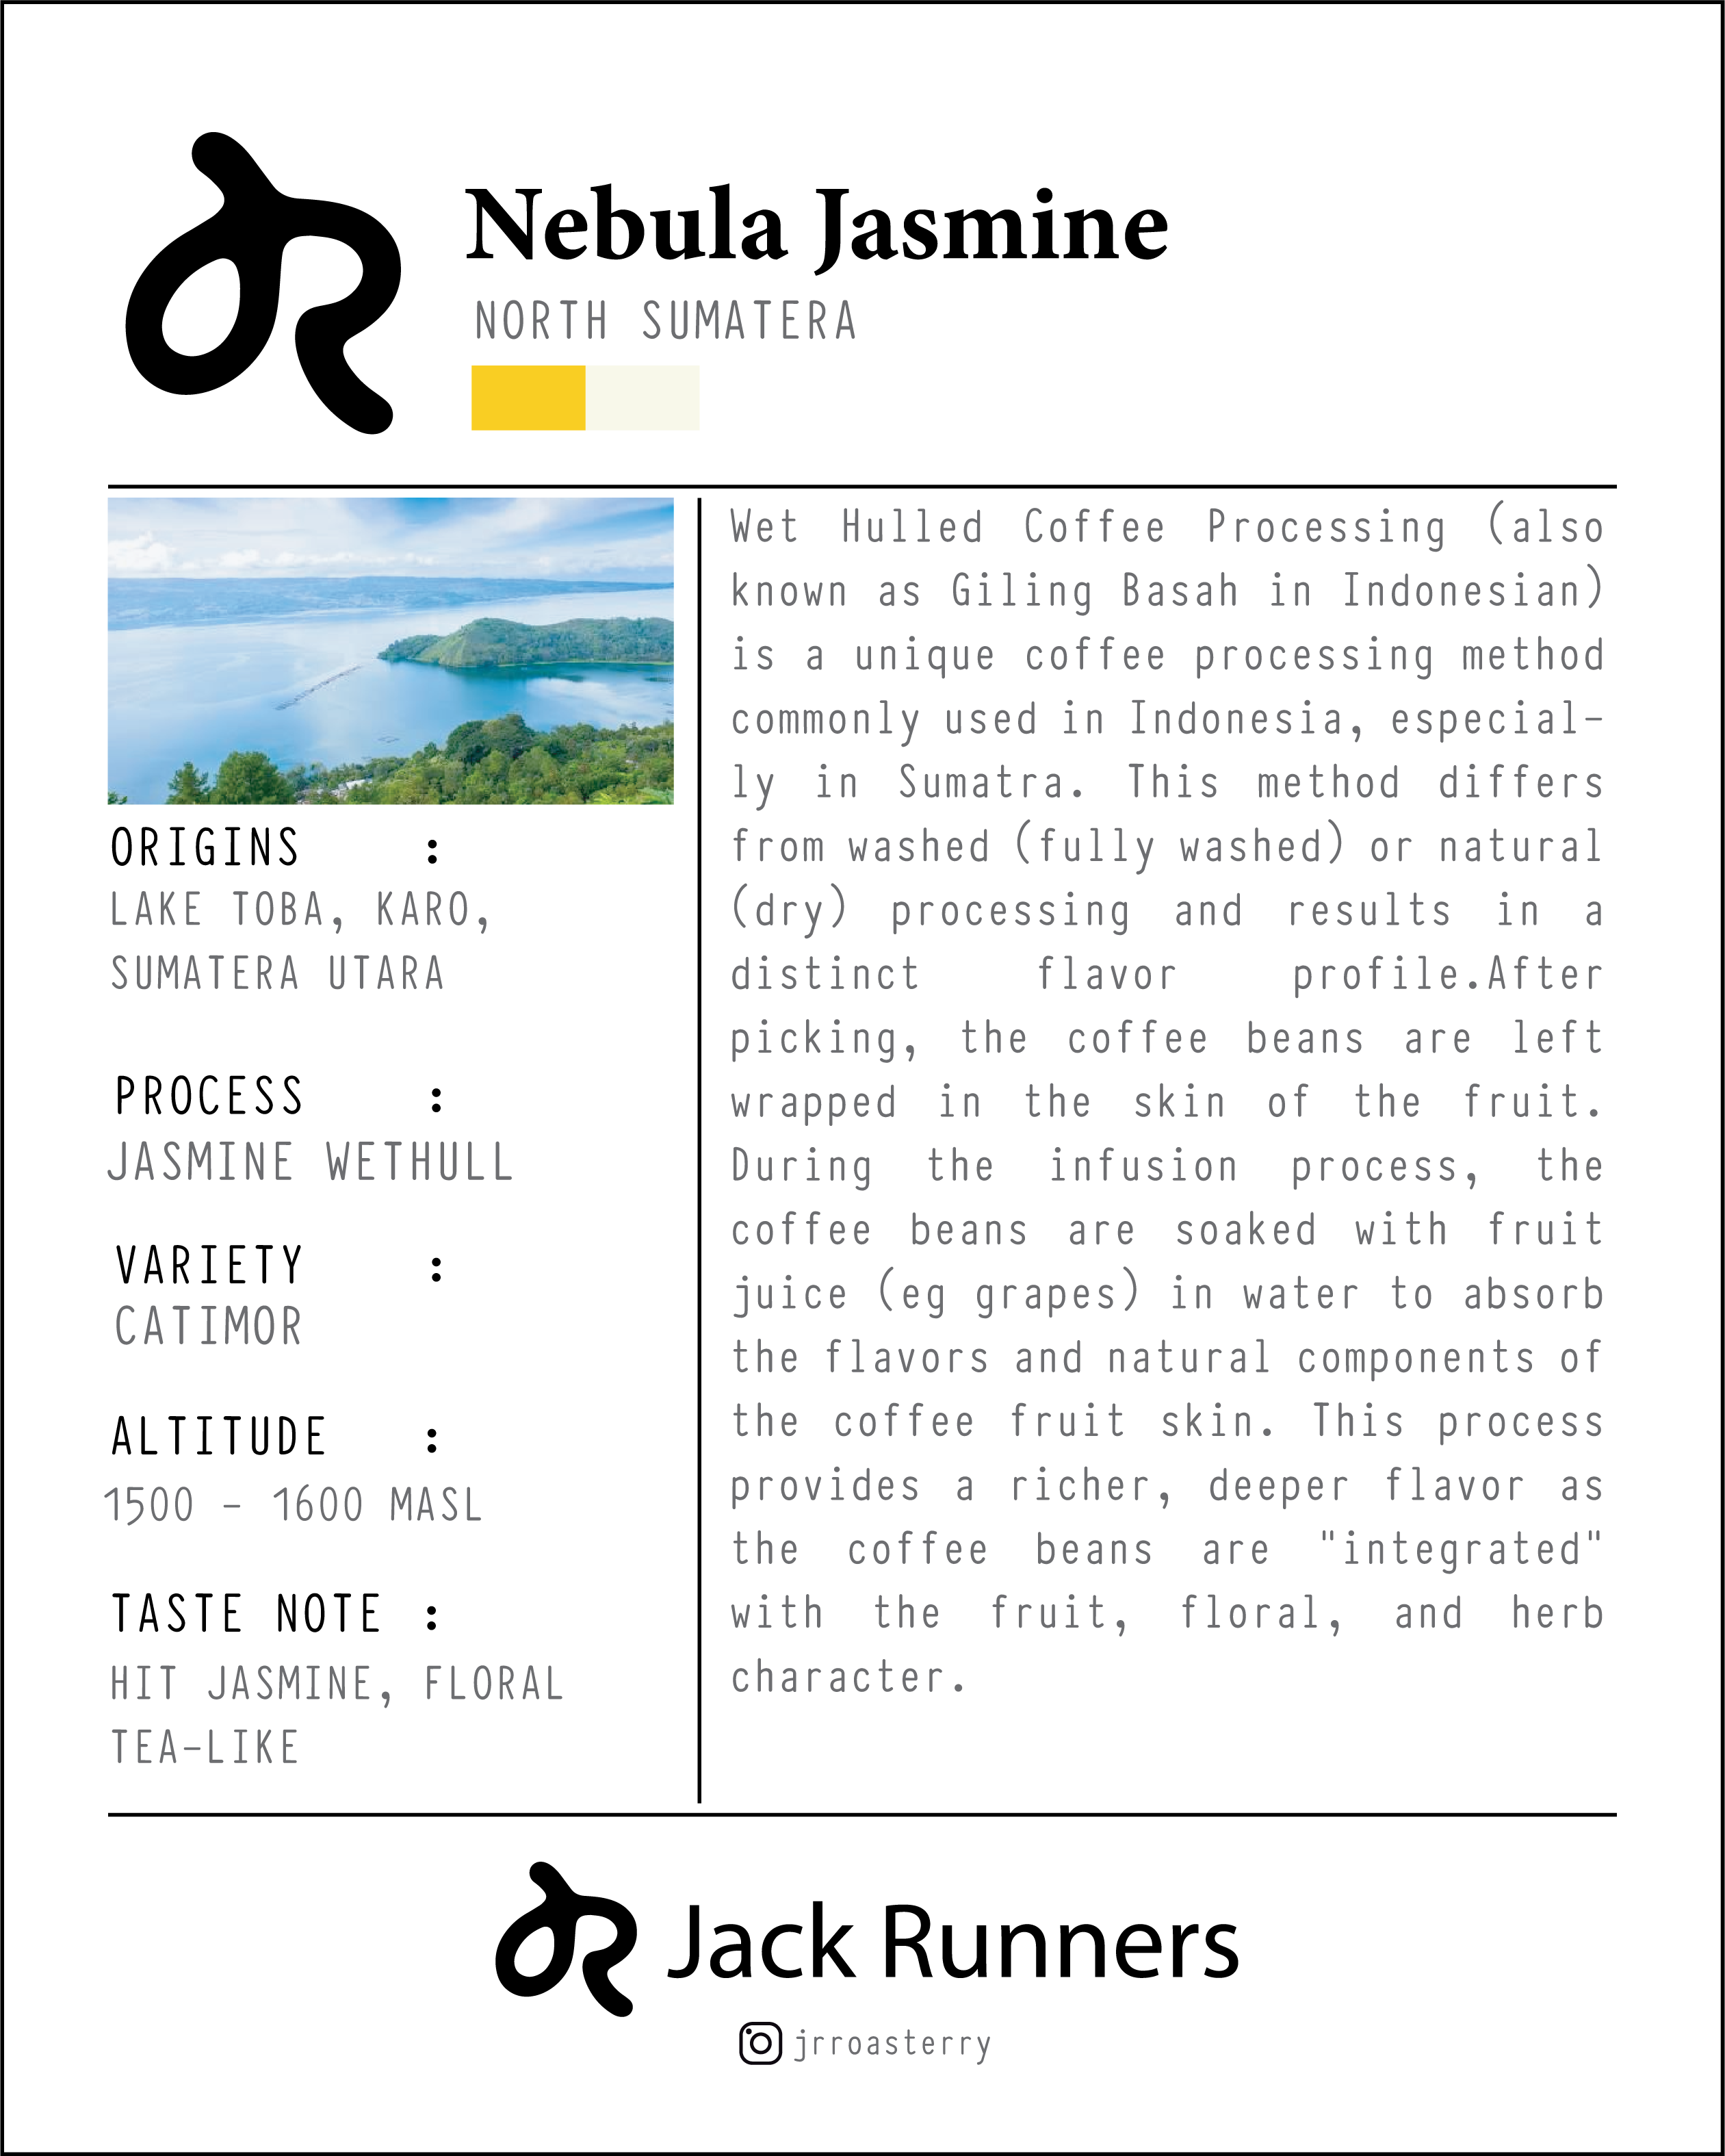 Nebula Jasmine
NORTH SUMATERA
ORIGINS :
LAKE TOBA, KARO,
SUMATERA UTARA
PROCESS :
JASMINE WETHULL
VARIETY :
CATIMOR
ALTITUDE :
1500 - 1600 MASL
TASTE NOTE :
HIT JASMINE, FLORAL
TEA-LIKE
Wet Hulled Coffee Processing (also
known as Giling Basah in Indonesian)
is a unique coffee processing method
commonly used in Indonesia, especial-
ly in Sumatra. This method differs
from washed (fully washed) or natural
(dry) processing and results in a
distinct flavor profile.After
picking, the coffee beans are left
wrapped in the skin of the fruit.
During the infusion process, the
coffee beans are soaked with fruit
juice (eg grapes) in water to absorb
the flavors and natural components of
the coffee fruit skin. This process
provides a richer, deeper flavor as
the coffee beans are "integrated"
with the fruit, floral, and herb
character.
Jack Runners
jrroasterry